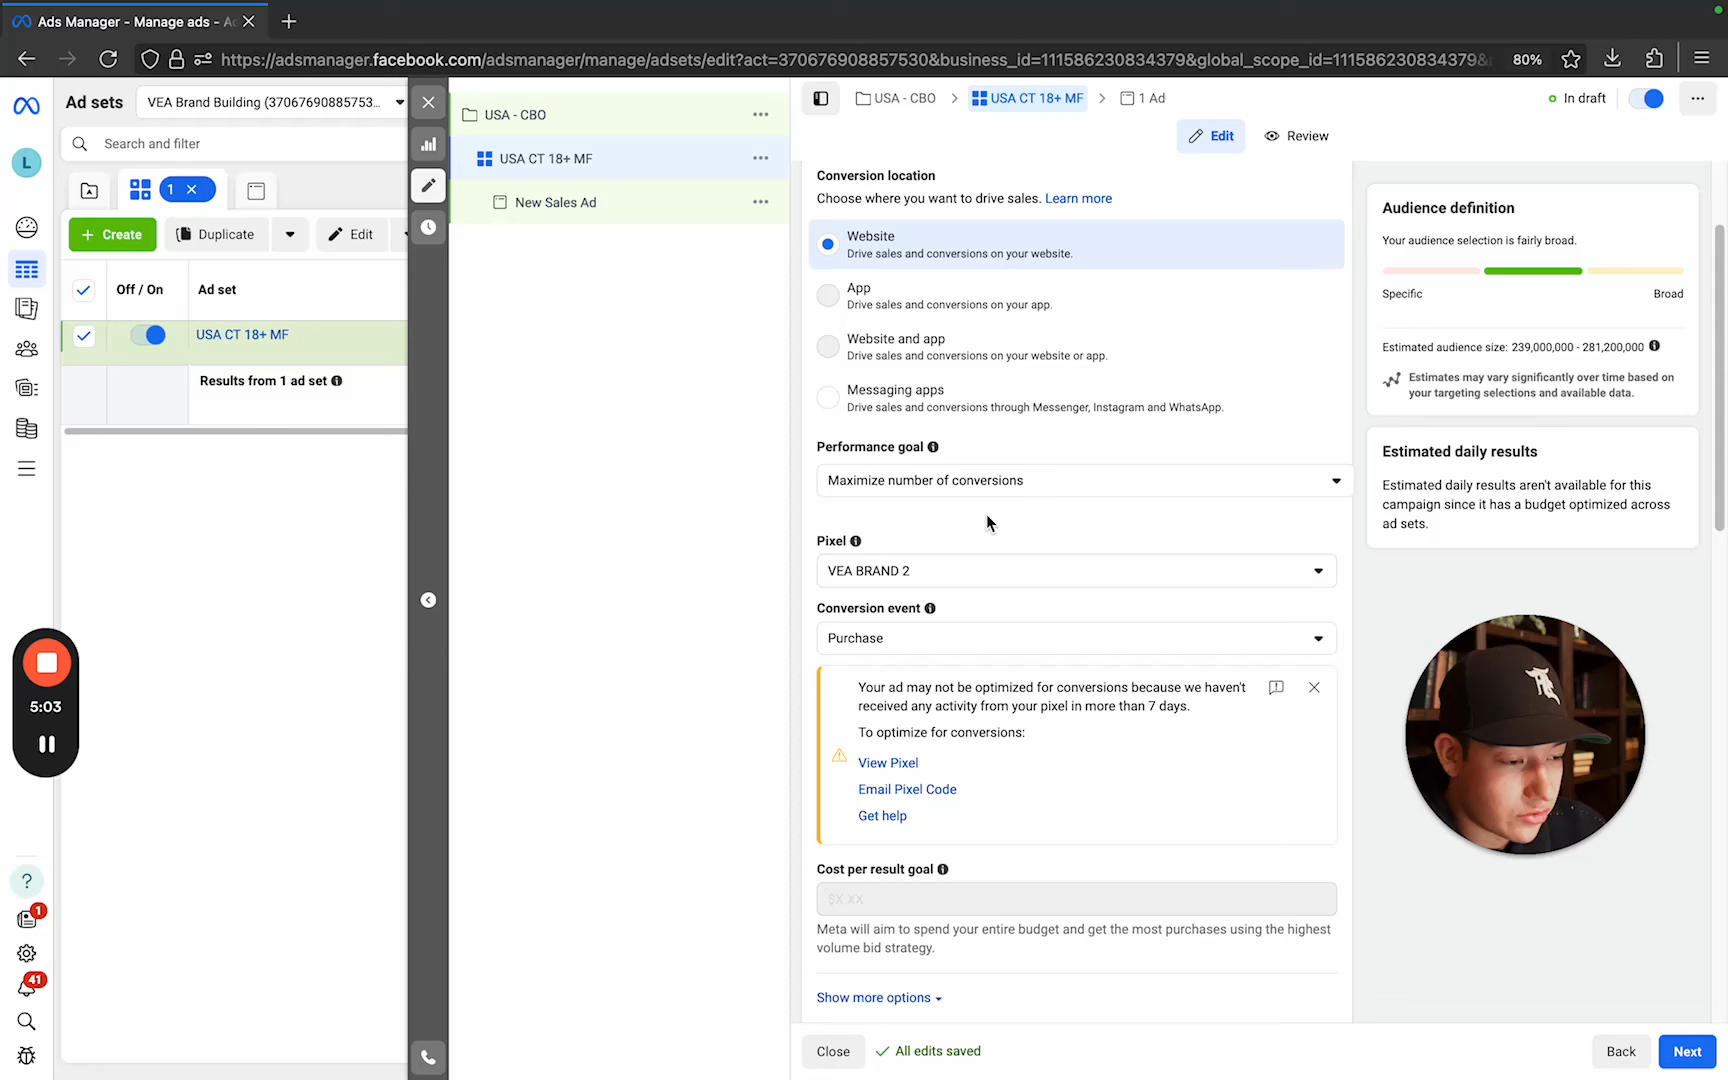 Ads Manager - Manage ads - Ad
https://adsmanager.facebook.com/adsmanager/manage/adsets/edit?act=370676908857530&business_id=1115862308343​79&global_scope_id=111586230834379&
80%
Ad sets
VEA Brand Building (37067690885753...
Search and filter
L
1
Create
Duplicate
Edit
Off / On
Ad set
USA CT 18+ MF
Results from 1 ad set
5:03
1
41
USA - CBO
USA CT 18+ MF
New Sales Ad
USA - CBO
USA CT 18+ MF
1 Ad
In draft
Edit
Review
Conversion location
Choose where you want to drive sales. Learn more
Website
Drive sales and conversions on your website.
App
Drive sales and conversions on your app.
Website and app
Drive sales and conversions on your website or app.
Messaging apps
Drive sales and conversions through Messenger, Instagram and WhatsApp.
Performance goal
Maximize number of conversions
Pixel
VEA BRAND 2
Conversion event
Purchase
Your ad may not be optimized for conversions because we haven't
received any activity from your pixel in more than 7 days.
To optimize for conversions:
View Pixel
Email Pixel Code
Get help
Cost per result goal
$X.XX
Meta will aim to spend your entire budget and get the most purchases using the highest
volume bid strategy.
Show more options
Close
All edits saved
Back
Next
Audience definition
Your audience selection is fairly broad.
Specific
Broad
Estimated audience size: 239,000,000 - 281,200,000
Estimates may vary significantly over time based on
your targeting selections and available data.
Estimated daily results
Estimated daily results aren't available for this
campaign since it has a budget optimized across
ad sets.